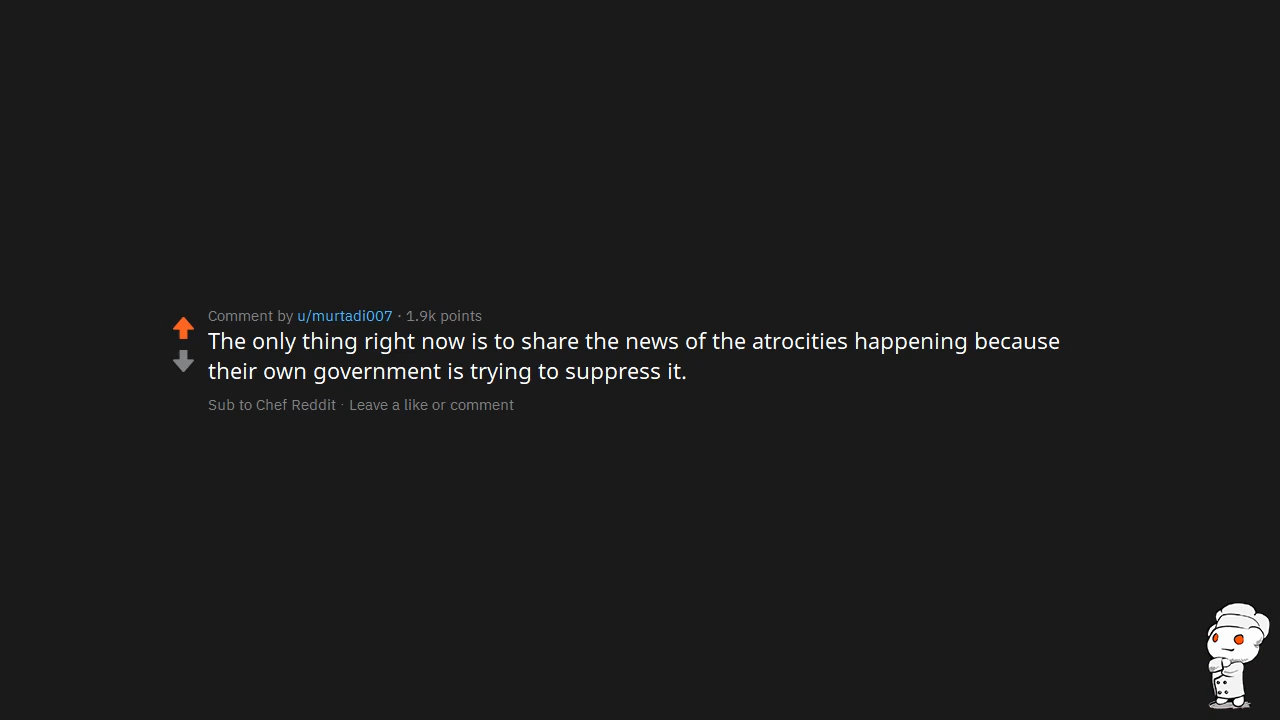 Comment by u/murtadi007 · 1.9k points
The only thing right now is to share the news of the atrocities happening because
their own government is trying to suppress it.
Sub to Chef Reddit · Leave a like or comment